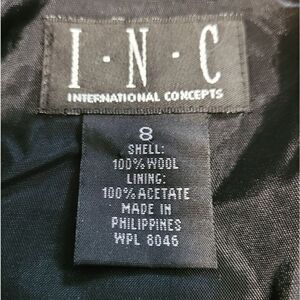 I·N·C
INTERNATIONAL CONCEPTS
8
SHELL:
100% WOOL
LINING:
100% ACETATE
MADE IN
PHILIPPINES
WPL 8046